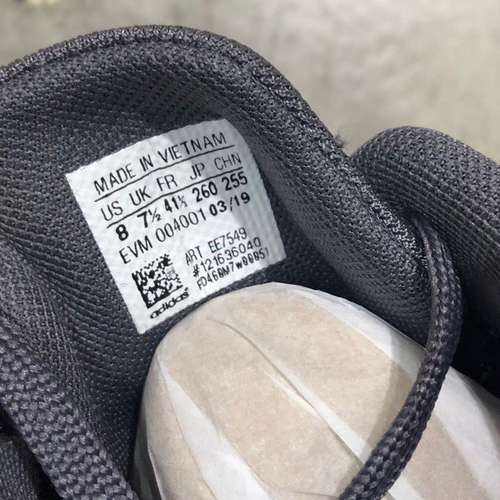 MADE IN VIETNAM
US UK FR JP CHN
8 7½ 41⅓ 260 255
EVM 004001 03/19
ART EE7549
#121636040
adidas